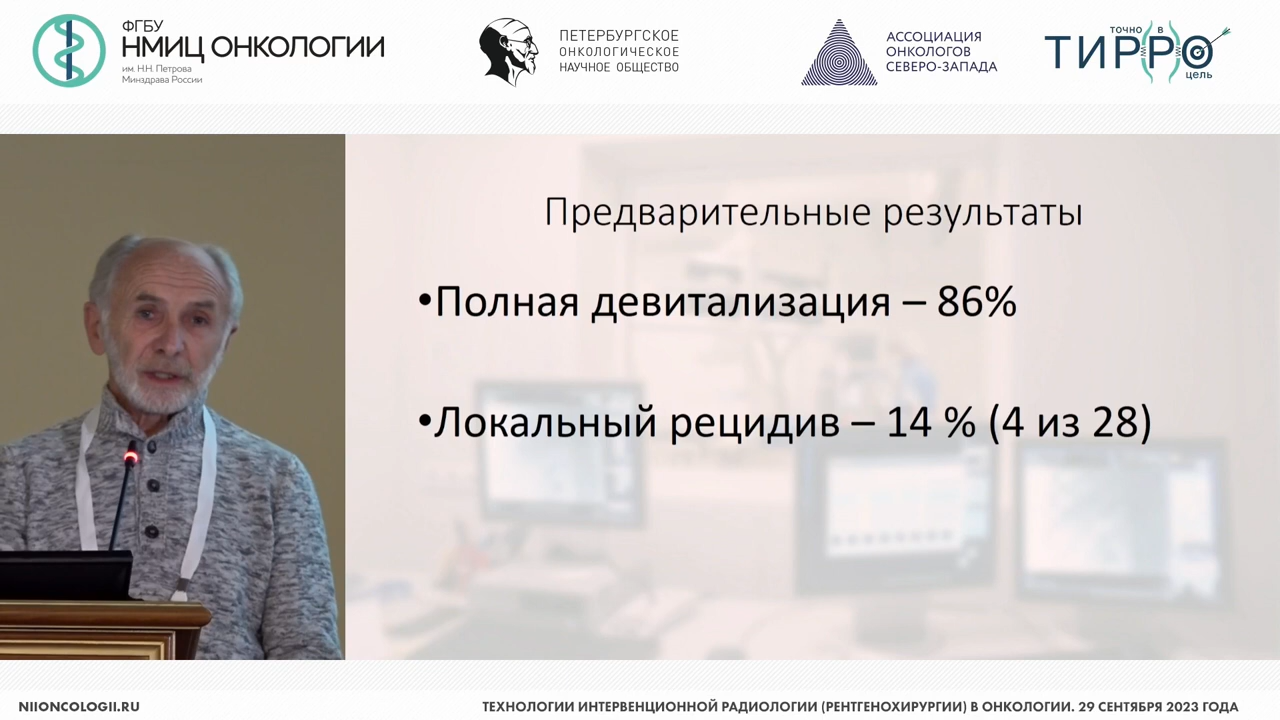 ФГБУ
НМИЦ ОНКОЛОГИИ
им. Н.Н. Петрова
Минздрава России
ПЕТЕРБУРГСКОЕ
ОНКОЛОГИЧЕСКОЕ
НАУЧНОЕ ОБЩЕСТВО
АССОЦИАЦИЯ
ОНКОЛОГОВ
СЕВЕРО-ЗАПАДА
ТОЧНО В
ТИРРО
цель
Предварительные результаты
•Полная девитализация – 86%
•Локальный рецидив – 14 % (4 из 28)
NIIONCOLOGII.RU
ТЕХНОЛОГИИ ИНТЕРВЕНЦИОННОЙ РАДИОЛОГИИ (РЕНТГЕНОХИРУРГИИ) В ОНКОЛОГИИ. 29 СЕНТЯБРЯ 2023 ГОДА